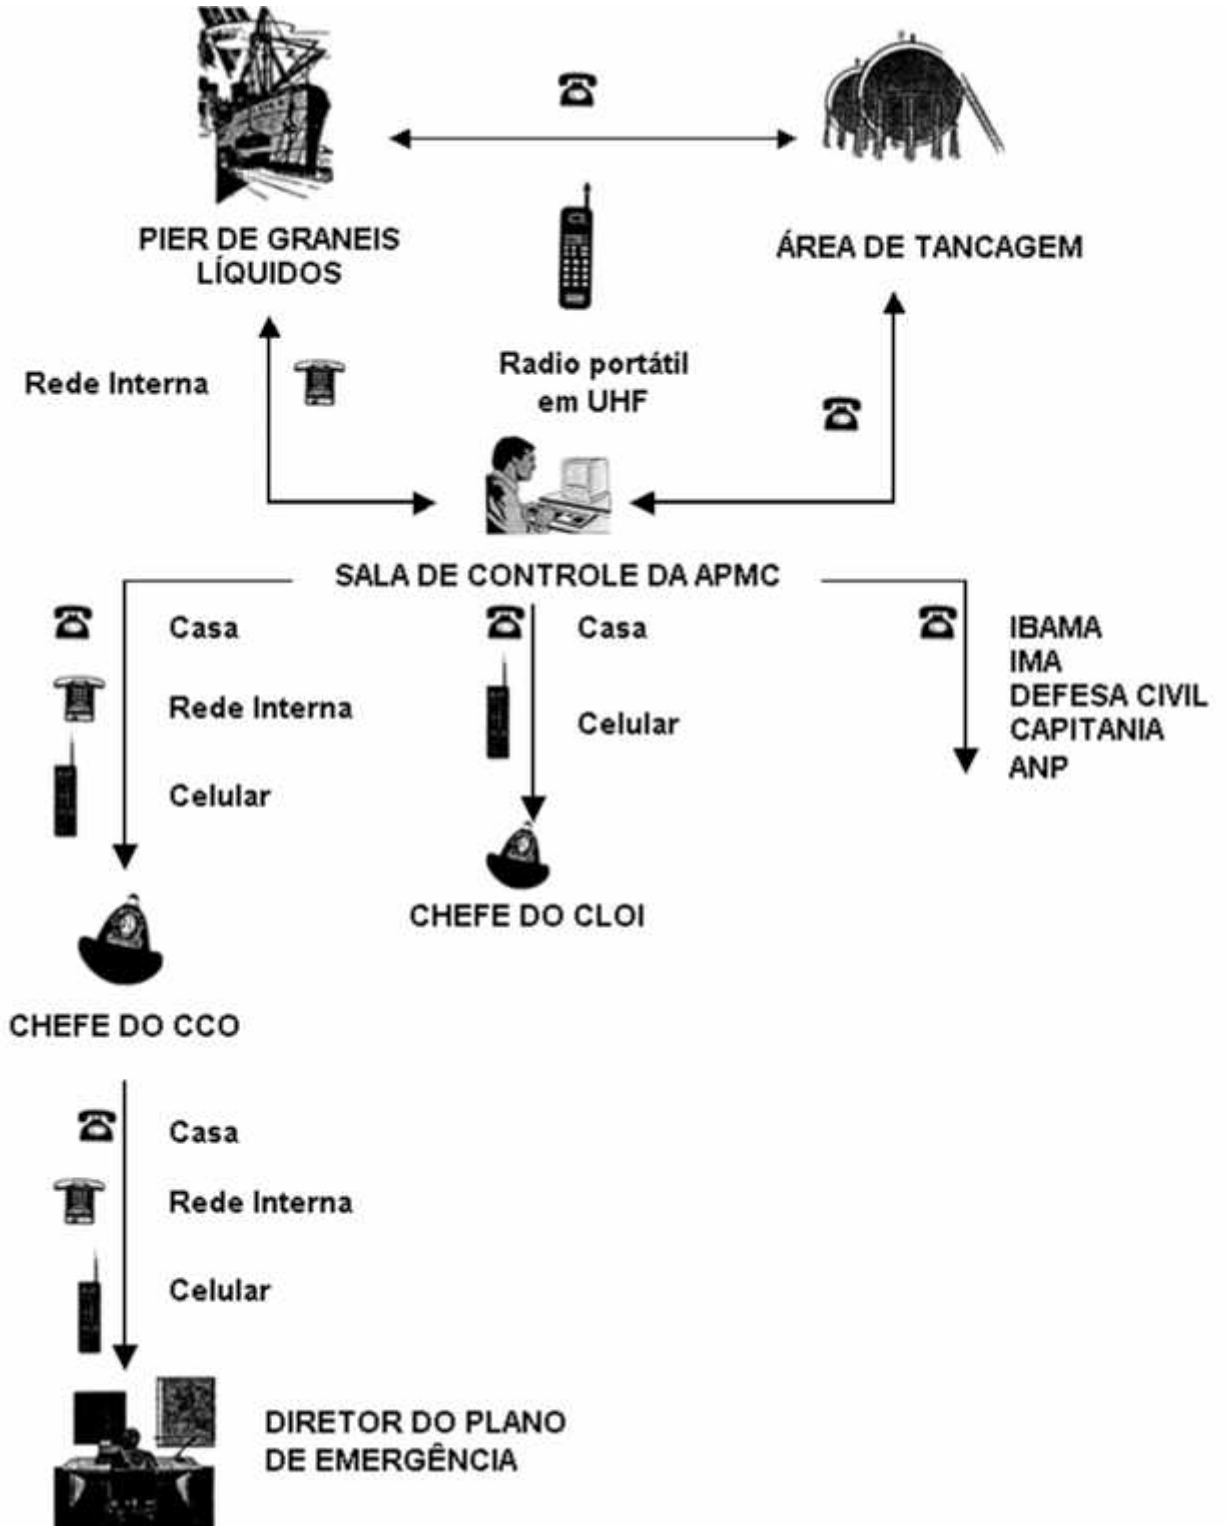 PIER DE GRANEIS
LÍQUIDOS
ÁREA DE TANCAGEM
Rede Interna
Radio portátil
em UHF
SALA DE CONTROLE DA APMC
Casa
Rede Interna
Celular
Casa
Celular
IBAMA
IMA
DEFESA CIVIL
CAPITANIA
ANP
CHEFE DO CLOI
CHEFE DO CCO
Casa
Rede Interna
Celular
DIRETOR DO PLANO
DE EMERGÊNCIA